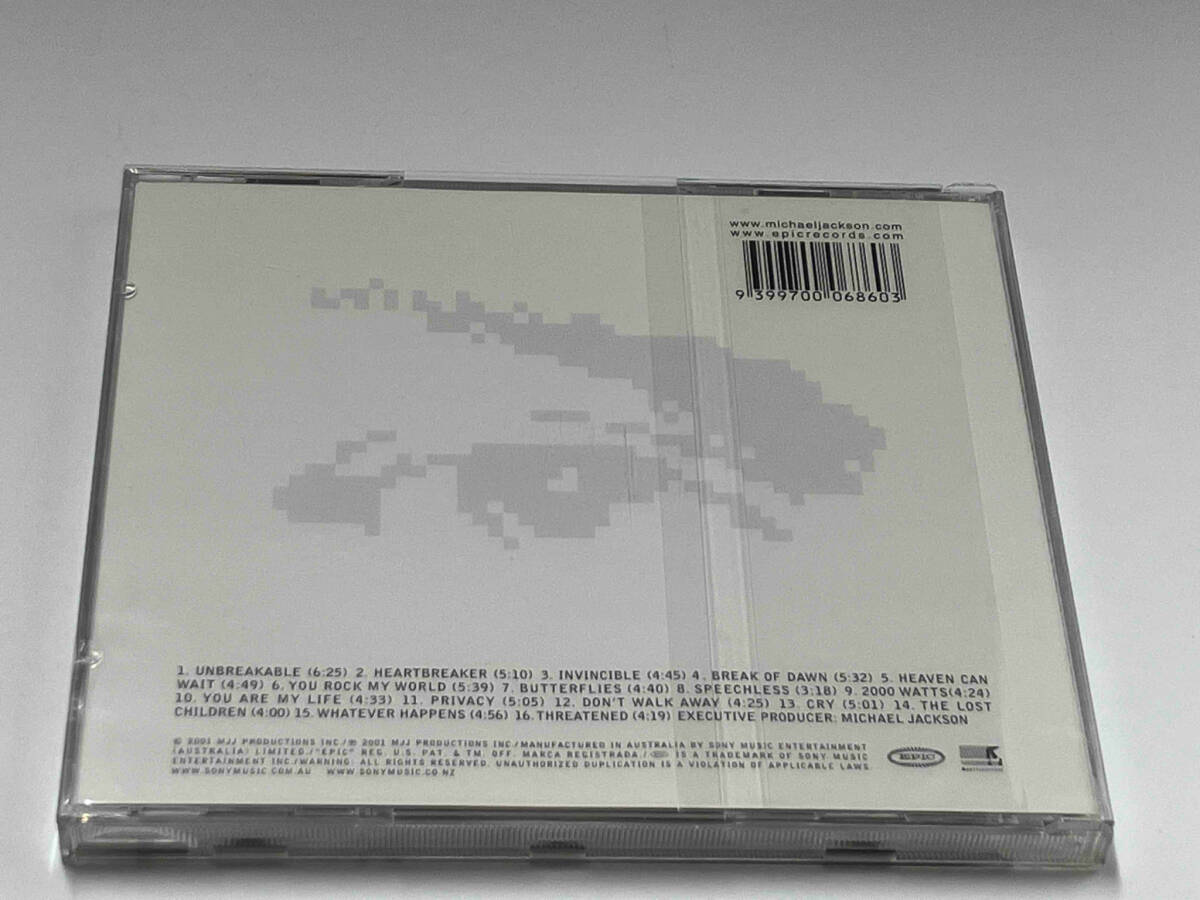 www.michaeljackson.com
www.epicrecords.com
9 399700 068603
1. UNBREAKABLE (6:25) 2. HEARTBREAKER (5:10) 3. INVINCIBLE (4:45) 4. BREAK OF DAWN (5:32) 5. HEAVEN CAN
WAIT (4:49) 6. YOU ROCK MY WORLD (5:39) 7. BUTTERFLIES (4:40) 8. SPEECHLESS (3:18) 9. 2000 WATTS(4:24)
10. YOU ARE MY LIFE (4:33) 11. PRIVACY (5:05) 12. DON'T WALK AWAY (4:25) 13. CRY (5:01) 14. THE LOST
CHILDREN (4:00) 15. WHATEVER HAPPENS (4:56) 16. THREATENED (4:19) EXECUTIVE PRODUCER: MICHAEL JACKSON
© 2001 MJJ PRODUCTIONS INC./℗ 2001 MJJ PRODUCTIONS INC./MANUFACTURED IN AUSTRALIA BY SONY MUSIC ENTERTAINMENT
(AUSTRALIA) LIMITED./"EPIC" REG. U.S. PAT. & TM. OFF. MARCA REGISTRADA./ IS A TRADEMARK OF SONY MUSIC
ENTERTAINMENT INC./WARNING: ALL RIGHTS RESERVED. UNAUTHORIZED DUPLICATION IS A VIOLATION OF APPLICABLE LAWS.
WWW.SONYMUSIC.COM.AU WWW.SONYMUSIC.CO.NZ
EPIC